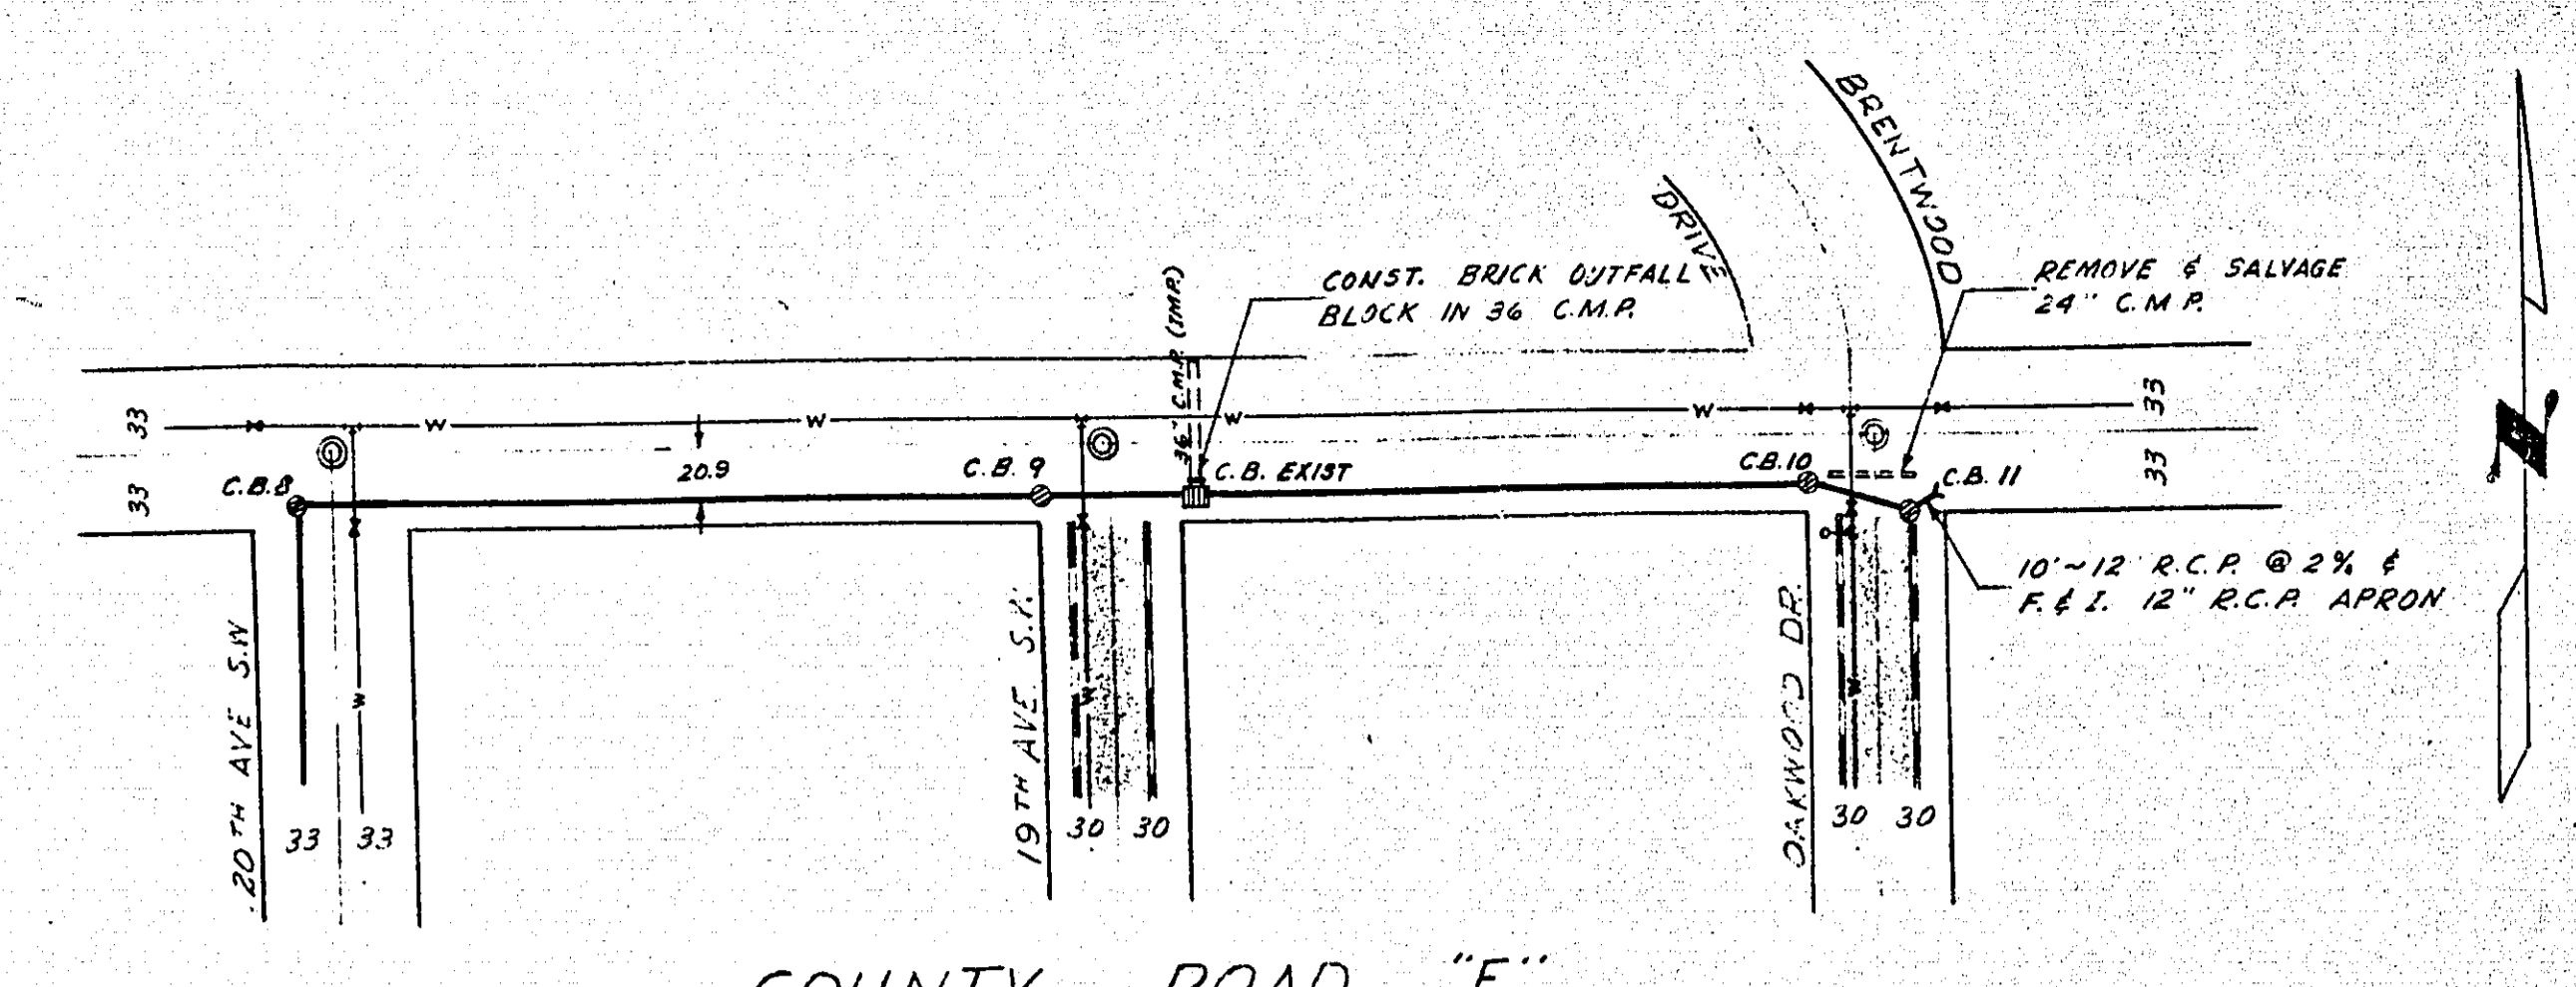 BRENTWOOD
DRIVE
CONST. BRICK OUTFALL
BLOCK IN 36 C.M.P.
REMOVE & SALVAGE
24" C.M.P.
36" C.M.P. (TMP.)
33
33
W
W
W
W
33
33
20.9
C.B.8
C.B. 9
C.B. EXIST
C.B.10
C.B. 11
10'~12 R.C.P. @ 2% &
F. & I. 12" R.C.P. APRON
20TH AVE S.W
W
33 33
19TH AVE S.W.
W
30 30
OAKWOOD DR.
W
30 30
N
COUNTY ROAD "E"